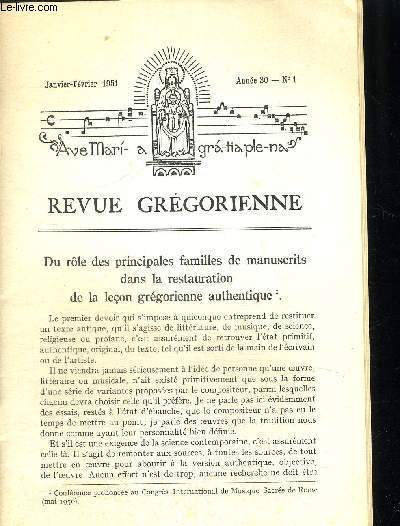 Le-livre.com
Janvier-Février 1951 Année 30 — N° 1
Ave Marí- a grá-tia ple-na
REVUE GRÉGORIENNE
Du rôle des principales familles de manuscrits
dans la restauration
de la leçon grégorienne authentique ¹.
Le premier devoir qui s'impose à quiconque entreprend de restituer
un texte antique, qu'il s'agisse de littérature, de musique, de science,
religieuse ou profane, c'est assurément de retrouver l'état primitif,
authentique, original, du texte, tel qu'il est sorti de la main de l'écrivain
ou de l'artiste.
Il ne viendra jamais sérieusement à l'idée de personne qu'une œuvre,
littéraire ou musicale, n'ait existé primitivement que sous la forme
d'une série de variantes proposées par le compositeur, parmi lesquelles
chacun devra choisir celle qu'il préfère. Je ne parle pas ici évidemment
des essais, restés à l'état d'ébauche, que le compositeur n'a pas eu le
temps de mettre au point; je parle des œuvres que la tradition nous
donne comme ayant leur personnalité bien définie.
Et s'il est une exigence de la science contemporaine, c'est assurément
celle-là. Il s'agit de remonter aux sources, à toutes les sources, de tout
mettre en œuvre pour aboutir à la version authentique, objective,
de l'œuvre. Aucun effort n'est de trop, aucune recherche ne doit être
¹ Conférence prononcée au Congrès International de Musique Sacrée de Rome
(mai 1950).